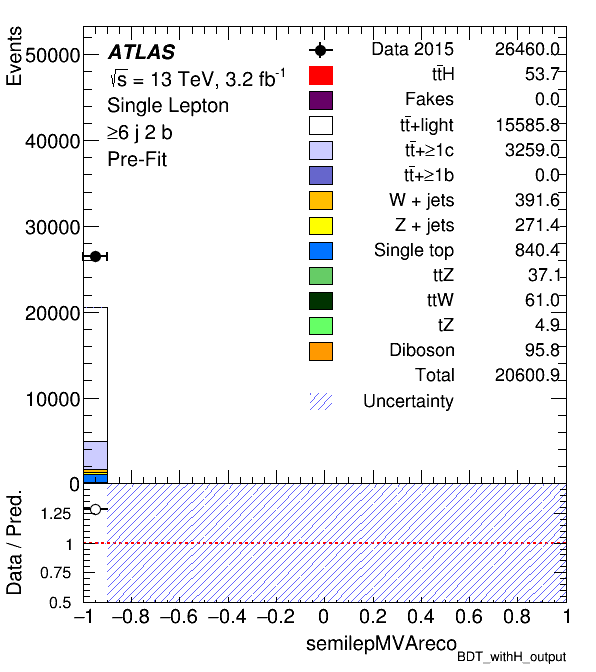 Events
50000
40000
30000
20000
10000
0
ATLAS
√s = 13 TeV, 3.2 fb⁻¹
Single Lepton
≥6 j 2 b
Pre-Fit
Data 2015 26460.0
tt̄H 53.7
Fakes 0.0
tt̄+light 15585.8
tt̄+≥1c 3259.0
tt̄+≥1b 0.0
W + jets 391.6
Z + jets 271.4
Single top 840.4
ttZ 37.1
ttW 61.0
tZ 4.9
Diboson 95.8
Total 20600.9
Uncertainty
Data / Pred.
1.25
1
0.75
0.5
−1 −0.8 −0.6 −0.4 −0.2 0 0.2 0.4 0.6 0.8 1
semilepMVAreco
BDT_withH_output